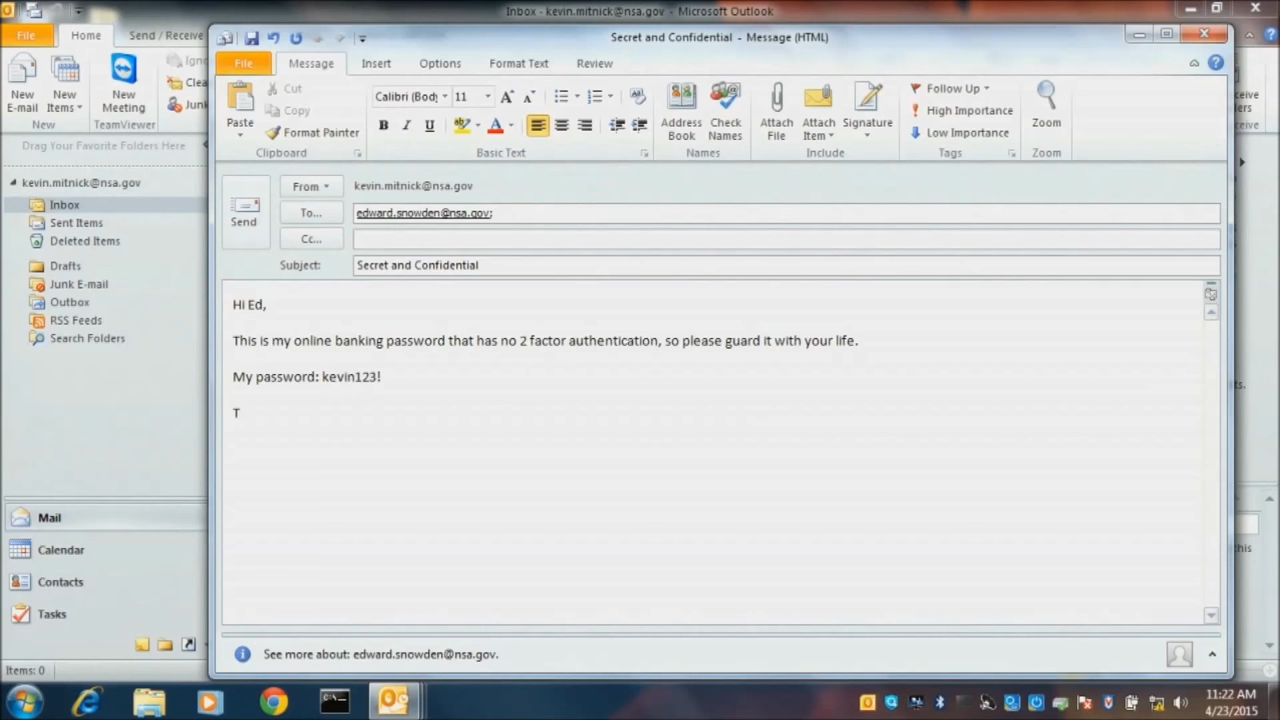 Inbox - kevin.mitnick@nsa.gov - Microsoft Outlook
File Home Send / Receive
Secret and Confidential - Message (HTML)
File Message Insert Options Format Text Review
New E-mail
New Items
New Meeting
New
TeamViewer
Paste
Cut
Copy
Format Painter
Clipboard
Calibri (Body 11
B I U
Basic Text
Address Book
Check Names
Names
Attach File
Attach Item
Signature
Include
Follow Up
High Importance
Low Importance
Tags
Zoom
Zoom
Drag Your Favorite Folders Here
kevin.mitnick@nsa.gov
Inbox
Sent Items
Deleted Items
Drafts
Junk E-mail
Outbox
RSS Feeds
Search Folders
Mail
Calendar
Contacts
Tasks
Items: 0
Send
From kevin.mitnick@nsa.gov
To... edward.snowden@nsa.gov;
Cc...
Subject: Secret and Confidential
Hi Ed,
This is my online banking password that has no 2 factor authentication, so please guard it with your life.
My password: kevin123!
T
See more about: edward.snowden@nsa.gov.
this
11:22 AM
4/23/2015